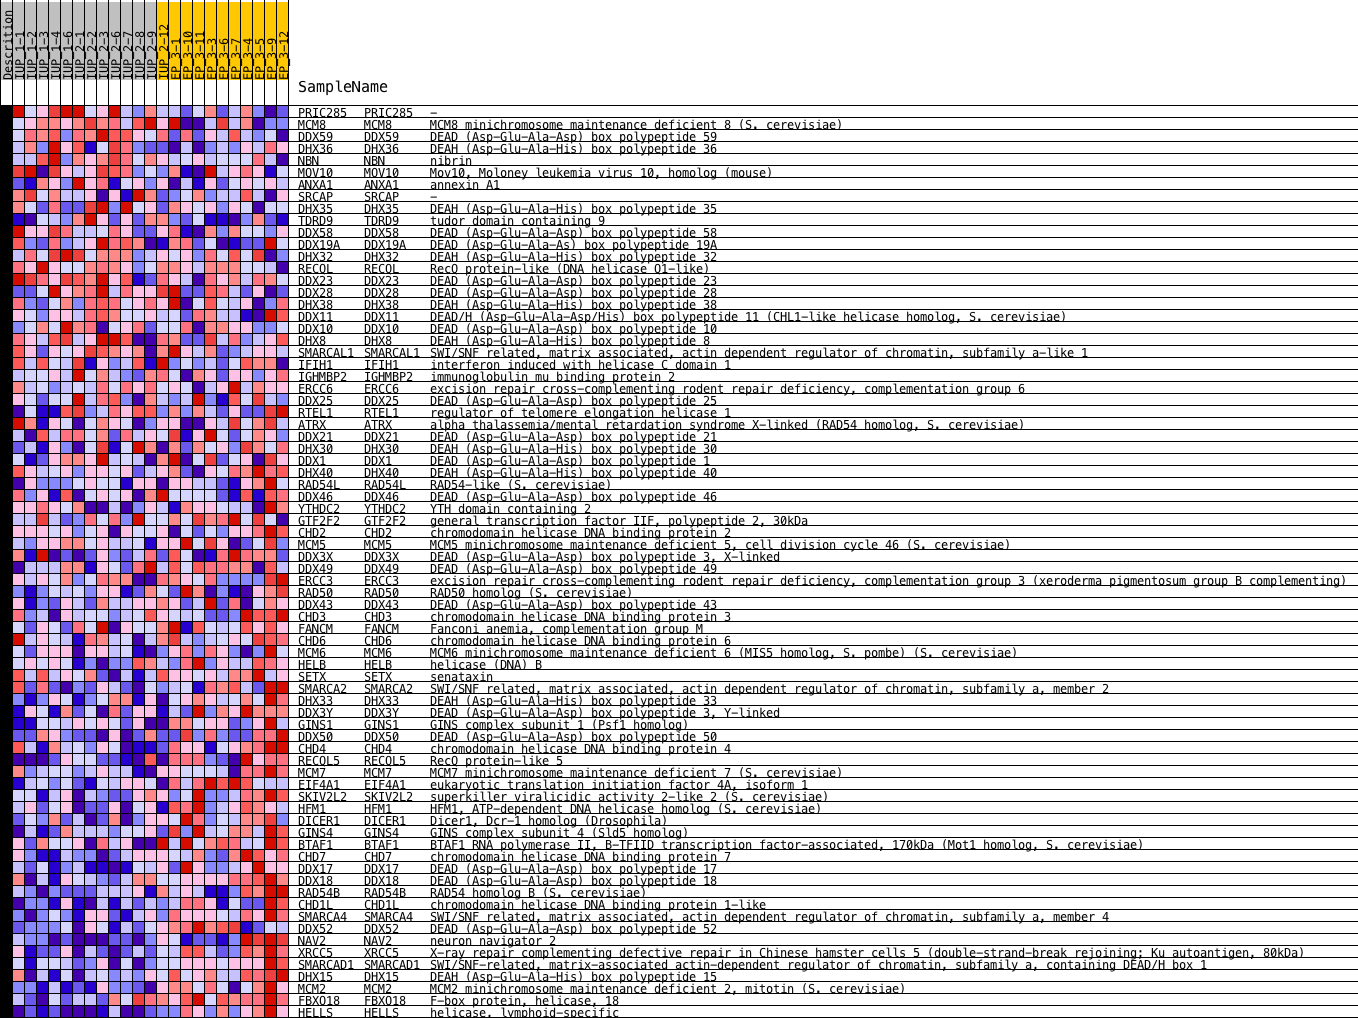 Descrition
IUP_1-1
IUP_1-2
IUP_1-3
IUP_1-4
IUP_1-6
IUP_2-1
IUP_2-2
IUP_2-3
IUP_2-6
IUP_2-7
IUP_2-8
IUP_2-9
IUP_2-12
EP_3-1
EP_3-10
EP_3-11
EP_3-3
EP_3-6
EP_3-7
EP_3-4
EP_3-5
EP_3-9
EP_3-12
SampleName
PRIC285 PRIC285 -
MCM8 MCM8 MCM8 minichromosome maintenance deficient 8 (S. cerevisiae)
DDX59 DDX59 DEAD (Asp-Glu-Ala-Asp) box polypeptide 59
DHX36 DHX36 DEAH (Asp-Glu-Ala-His) box polypeptide 36
NBN NBN nibrin
MOV10 MOV10 Mov10, Moloney leukemia virus 10, homolog (mouse)
ANXA1 ANXA1 annexin A1
SRCAP SRCAP -
DHX35 DHX35 DEAH (Asp-Glu-Ala-His) box polypeptide 35
TDRD9 TDRD9 tudor domain containing 9
DDX58 DDX58 DEAD (Asp-Glu-Ala-Asp) box polypeptide 58
DDX19A DDX19A DEAD (Asp-Glu-Ala-As) box polypeptide 19A
DHX32 DHX32 DEAH (Asp-Glu-Ala-His) box polypeptide 32
RECQL RECQL RecQ protein-like (DNA helicase Q1-like)
DDX23 DDX23 DEAD (Asp-Glu-Ala-Asp) box polypeptide 23
DDX28 DDX28 DEAD (Asp-Glu-Ala-Asp) box polypeptide 28
DHX38 DHX38 DEAH (Asp-Glu-Ala-His) box polypeptide 38
DDX11 DDX11 DEAD/H (Asp-Glu-Ala-Asp/His) box polypeptide 11 (CHL1-like helicase homolog, S. cerevisiae)
DDX10 DDX10 DEAD (Asp-Glu-Ala-Asp) box polypeptide 10
DHX8 DHX8 DEAH (Asp-Glu-Ala-His) box polypeptide 8
SMARCAL1 SMARCAL1 SWI/SNF related, matrix associated, actin dependent regulator of chromatin, subfamily a-like 1
IFIH1 IFIH1 interferon induced with helicase C domain 1
IGHMBP2 IGHMBP2 immunoglobulin mu binding protein 2
ERCC6 ERCC6 excision repair cross-complementing rodent repair deficiency, complementation group 6
DDX25 DDX25 DEAD (Asp-Glu-Ala-Asp) box polypeptide 25
RTEL1 RTEL1 regulator of telomere elongation helicase 1
ATRX ATRX alpha thalassemia/mental retardation syndrome X-linked (RAD54 homolog, S. cerevisiae)
DDX21 DDX21 DEAD (Asp-Glu-Ala-Asp) box polypeptide 21
DHX30 DHX30 DEAH (Asp-Glu-Ala-His) box polypeptide 30
DDX1 DDX1 DEAD (Asp-Glu-Ala-Asp) box polypeptide 1
DHX40 DHX40 DEAH (Asp-Glu-Ala-His) box polypeptide 40
RAD54L RAD54L RAD54-like (S. cerevisiae)
DDX46 DDX46 DEAD (Asp-Glu-Ala-Asp) box polypeptide 46
YTHDC2 YTHDC2 YTH domain containing 2
GTF2F2 GTF2F2 general transcription factor IIF, polypeptide 2, 30kDa
CHD2 CHD2 chromodomain helicase DNA binding protein 2
MCM5 MCM5 MCM5 minichromosome maintenance deficient 5, cell division cycle 46 (S. cerevisiae)
DDX3X DDX3X DEAD (Asp-Glu-Ala-Asp) box polypeptide 3, X-linked
DDX49 DDX49 DEAD (Asp-Glu-Ala-Asp) box polypeptide 49
ERCC3 ERCC3 excision repair cross-complementing rodent repair deficiency, complementation group 3 (xeroderma pigmentosum group B complementing)
RAD50 RAD50 RAD50 homolog (S. cerevisiae)
DDX43 DDX43 DEAD (Asp-Glu-Ala-Asp) box polypeptide 43
CHD3 CHD3 chromodomain helicase DNA binding protein 3
FANCM FANCM Fanconi anemia, complementation group M
CHD6 CHD6 chromodomain helicase DNA binding protein 6
MCM6 MCM6 MCM6 minichromosome maintenance deficient 6 (MIS5 homolog, S. pombe) (S. cerevisiae)
HELB HELB helicase (DNA) B
SETX SETX senataxin
SMARCA2 SMARCA2 SWI/SNF related, matrix associated, actin dependent regulator of chromatin, subfamily a, member 2
DHX33 DHX33 DEAH (Asp-Glu-Ala-His) box polypeptide 33
DDX3Y DDX3Y DEAD (Asp-Glu-Ala-Asp) box polypeptide 3, Y-linked
GINS1 GINS1 GINS complex subunit 1 (Psf1 homolog)
DDX50 DDX50 DEAD (Asp-Glu-Ala-Asp) box polypeptide 50
CHD4 CHD4 chromodomain helicase DNA binding protein 4
RECQL5 RECQL5 RecQ protein-like 5
MCM7 MCM7 MCM7 minichromosome maintenance deficient 7 (S. cerevisiae)
EIF4A1 EIF4A1 eukaryotic translation initiation factor 4A, isoform 1
SKIV2L2 SKIV2L2 superkiller viralicidic activity 2-like 2 (S. cerevisiae)
HFM1 HFM1 HFM1, ATP-dependent DNA helicase homolog (S. cerevisiae)
DICER1 DICER1 Dicer1, Dcr-1 homolog (Drosophila)
GINS4 GINS4 GINS complex subunit 4 (Sld5 homolog)
BTAF1 BTAF1 BTAF1 RNA polymerase II, B-TFIID transcription factor-associated, 170kDa (Mot1 homolog, S. cerevisiae)
CHD7 CHD7 chromodomain helicase DNA binding protein 7
DDX17 DDX17 DEAD (Asp-Glu-Ala-Asp) box polypeptide 17
DDX18 DDX18 DEAD (Asp-Glu-Ala-Asp) box polypeptide 18
RAD54B RAD54B RAD54 homolog B (S. cerevisiae)
CHD1L CHD1L chromodomain helicase DNA binding protein 1-like
SMARCA4 SMARCA4 SWI/SNF related, matrix associated, actin dependent regulator of chromatin, subfamily a, member 4
DDX52 DDX52 DEAD (Asp-Glu-Ala-Asp) box polypeptide 52
NAV2 NAV2 neuron navigator 2
XRCC5 XRCC5 X-ray repair complementing defective repair in Chinese hamster cells 5 (double-strand-break rejoining; Ku autoantigen, 80kDa)
SMARCAD1 SMARCAD1 SWI/SNF-related, matrix-associated actin-dependent regulator of chromatin, subfamily a, containing DEAD/H box 1
DHX15 DHX15 DEAH (Asp-Glu-Ala-His) box polypeptide 15
MCM2 MCM2 MCM2 minichromosome maintenance deficient 2, mitotin (S. cerevisiae)
FBXO18 FBXO18 F-box protein, helicase, 18
HELLS HELLS helicase, lymphoid-specific